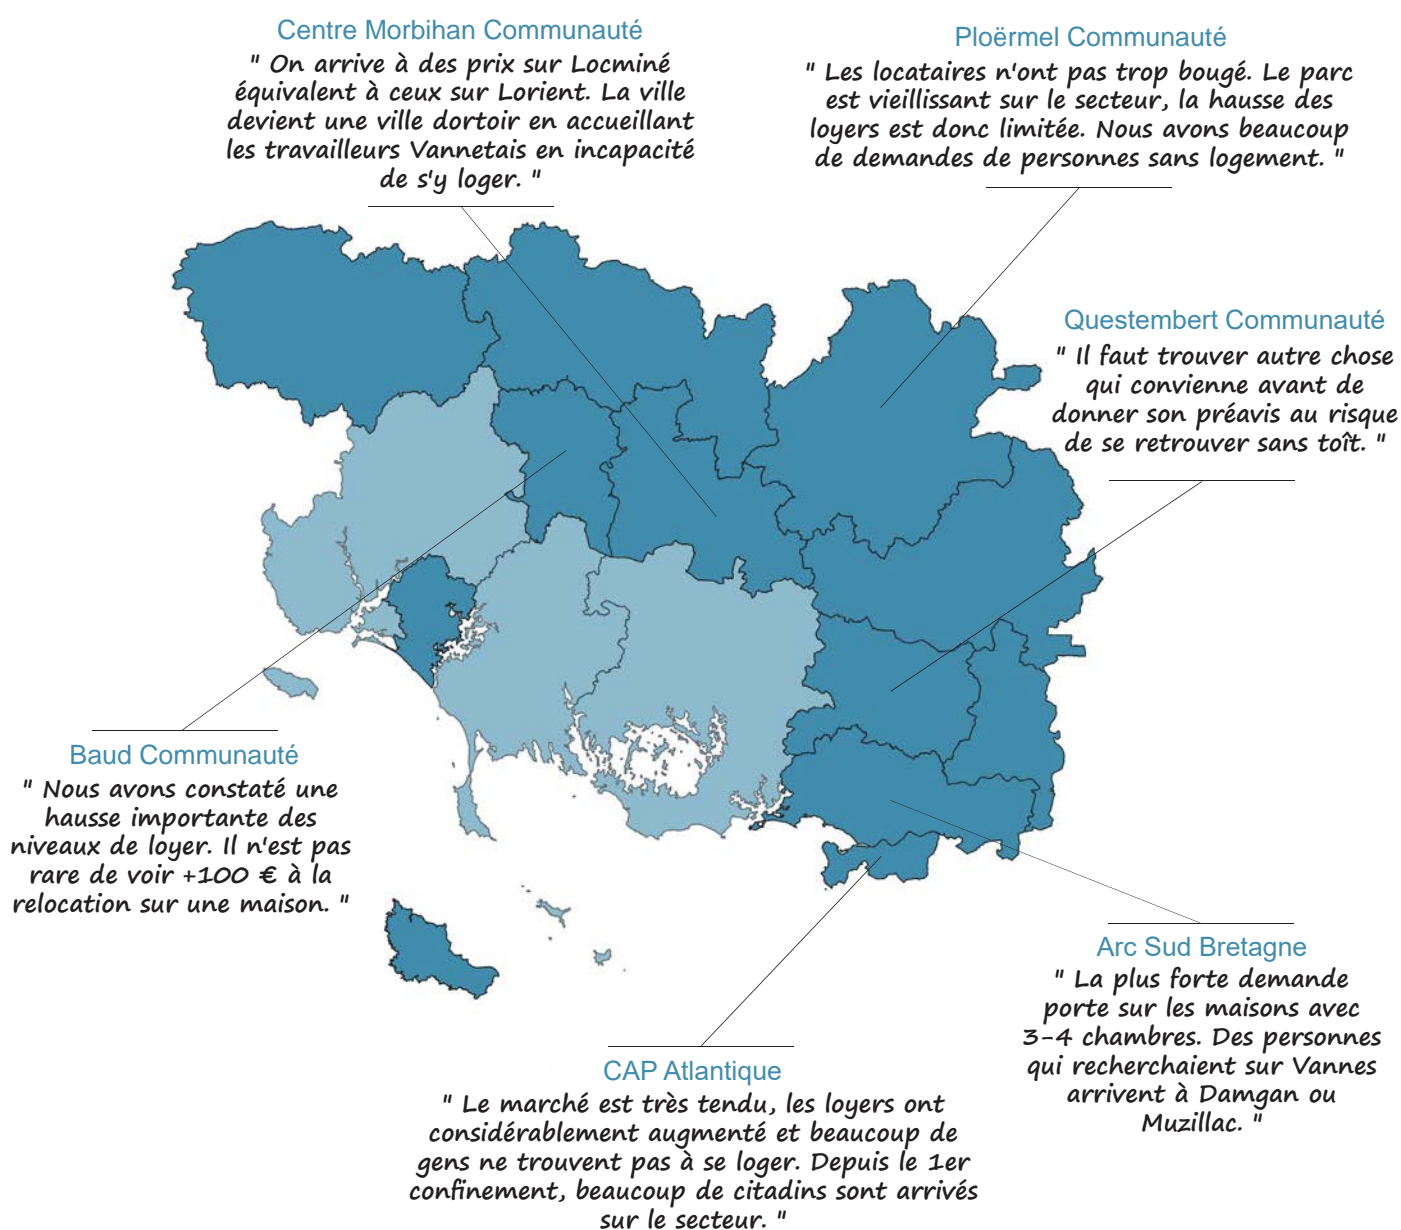 Centre Morbihan Communauté
" On arrive à des prix sur Locminé
équivalent à ceux sur Lorient. La ville
devient une ville dortoir en accueillant
les travailleurs Vannetais en incapacité
de s'y loger. "
Ploërmel Communauté
" Les locataires n'ont pas trop bougé. Le parc
est vieillissant sur le secteur, la hausse des
loyers est donc limitée. Nous avons beaucoup
de demandes de personnes sans logement. "
Questembert Communauté
" Il faut trouver autre chose
qui convienne avant de
donner son préavis au risque
de se retrouver sans toît. "
Baud Communauté
" Nous avons constaté une
hausse importante des
niveaux de loyer. Il n'est pas
rare de voir +100 € à la
relocation sur une maison. "
Arc Sud Bretagne
" La plus forte demande
porte sur les maisons avec
3-4 chambres. Des personnes
qui recherchaient sur Vannes
arrivent à Damgan ou
Muzillac. "
CAP Atlantique
" Le marché est très tendu, les loyers ont
considérablement augmenté et beaucoup de
gens ne trouvent pas à se loger. Depuis le 1er
confinement, beaucoup de citadins sont arrivés
sur le secteur. "